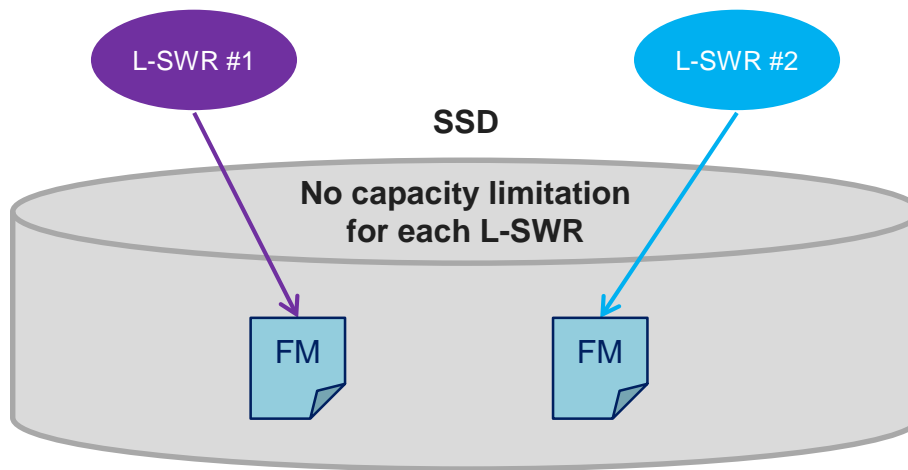 L-SWR #1
L-SWR #2
SSD
No capacity limitation
for each L-SWR
FM
FM